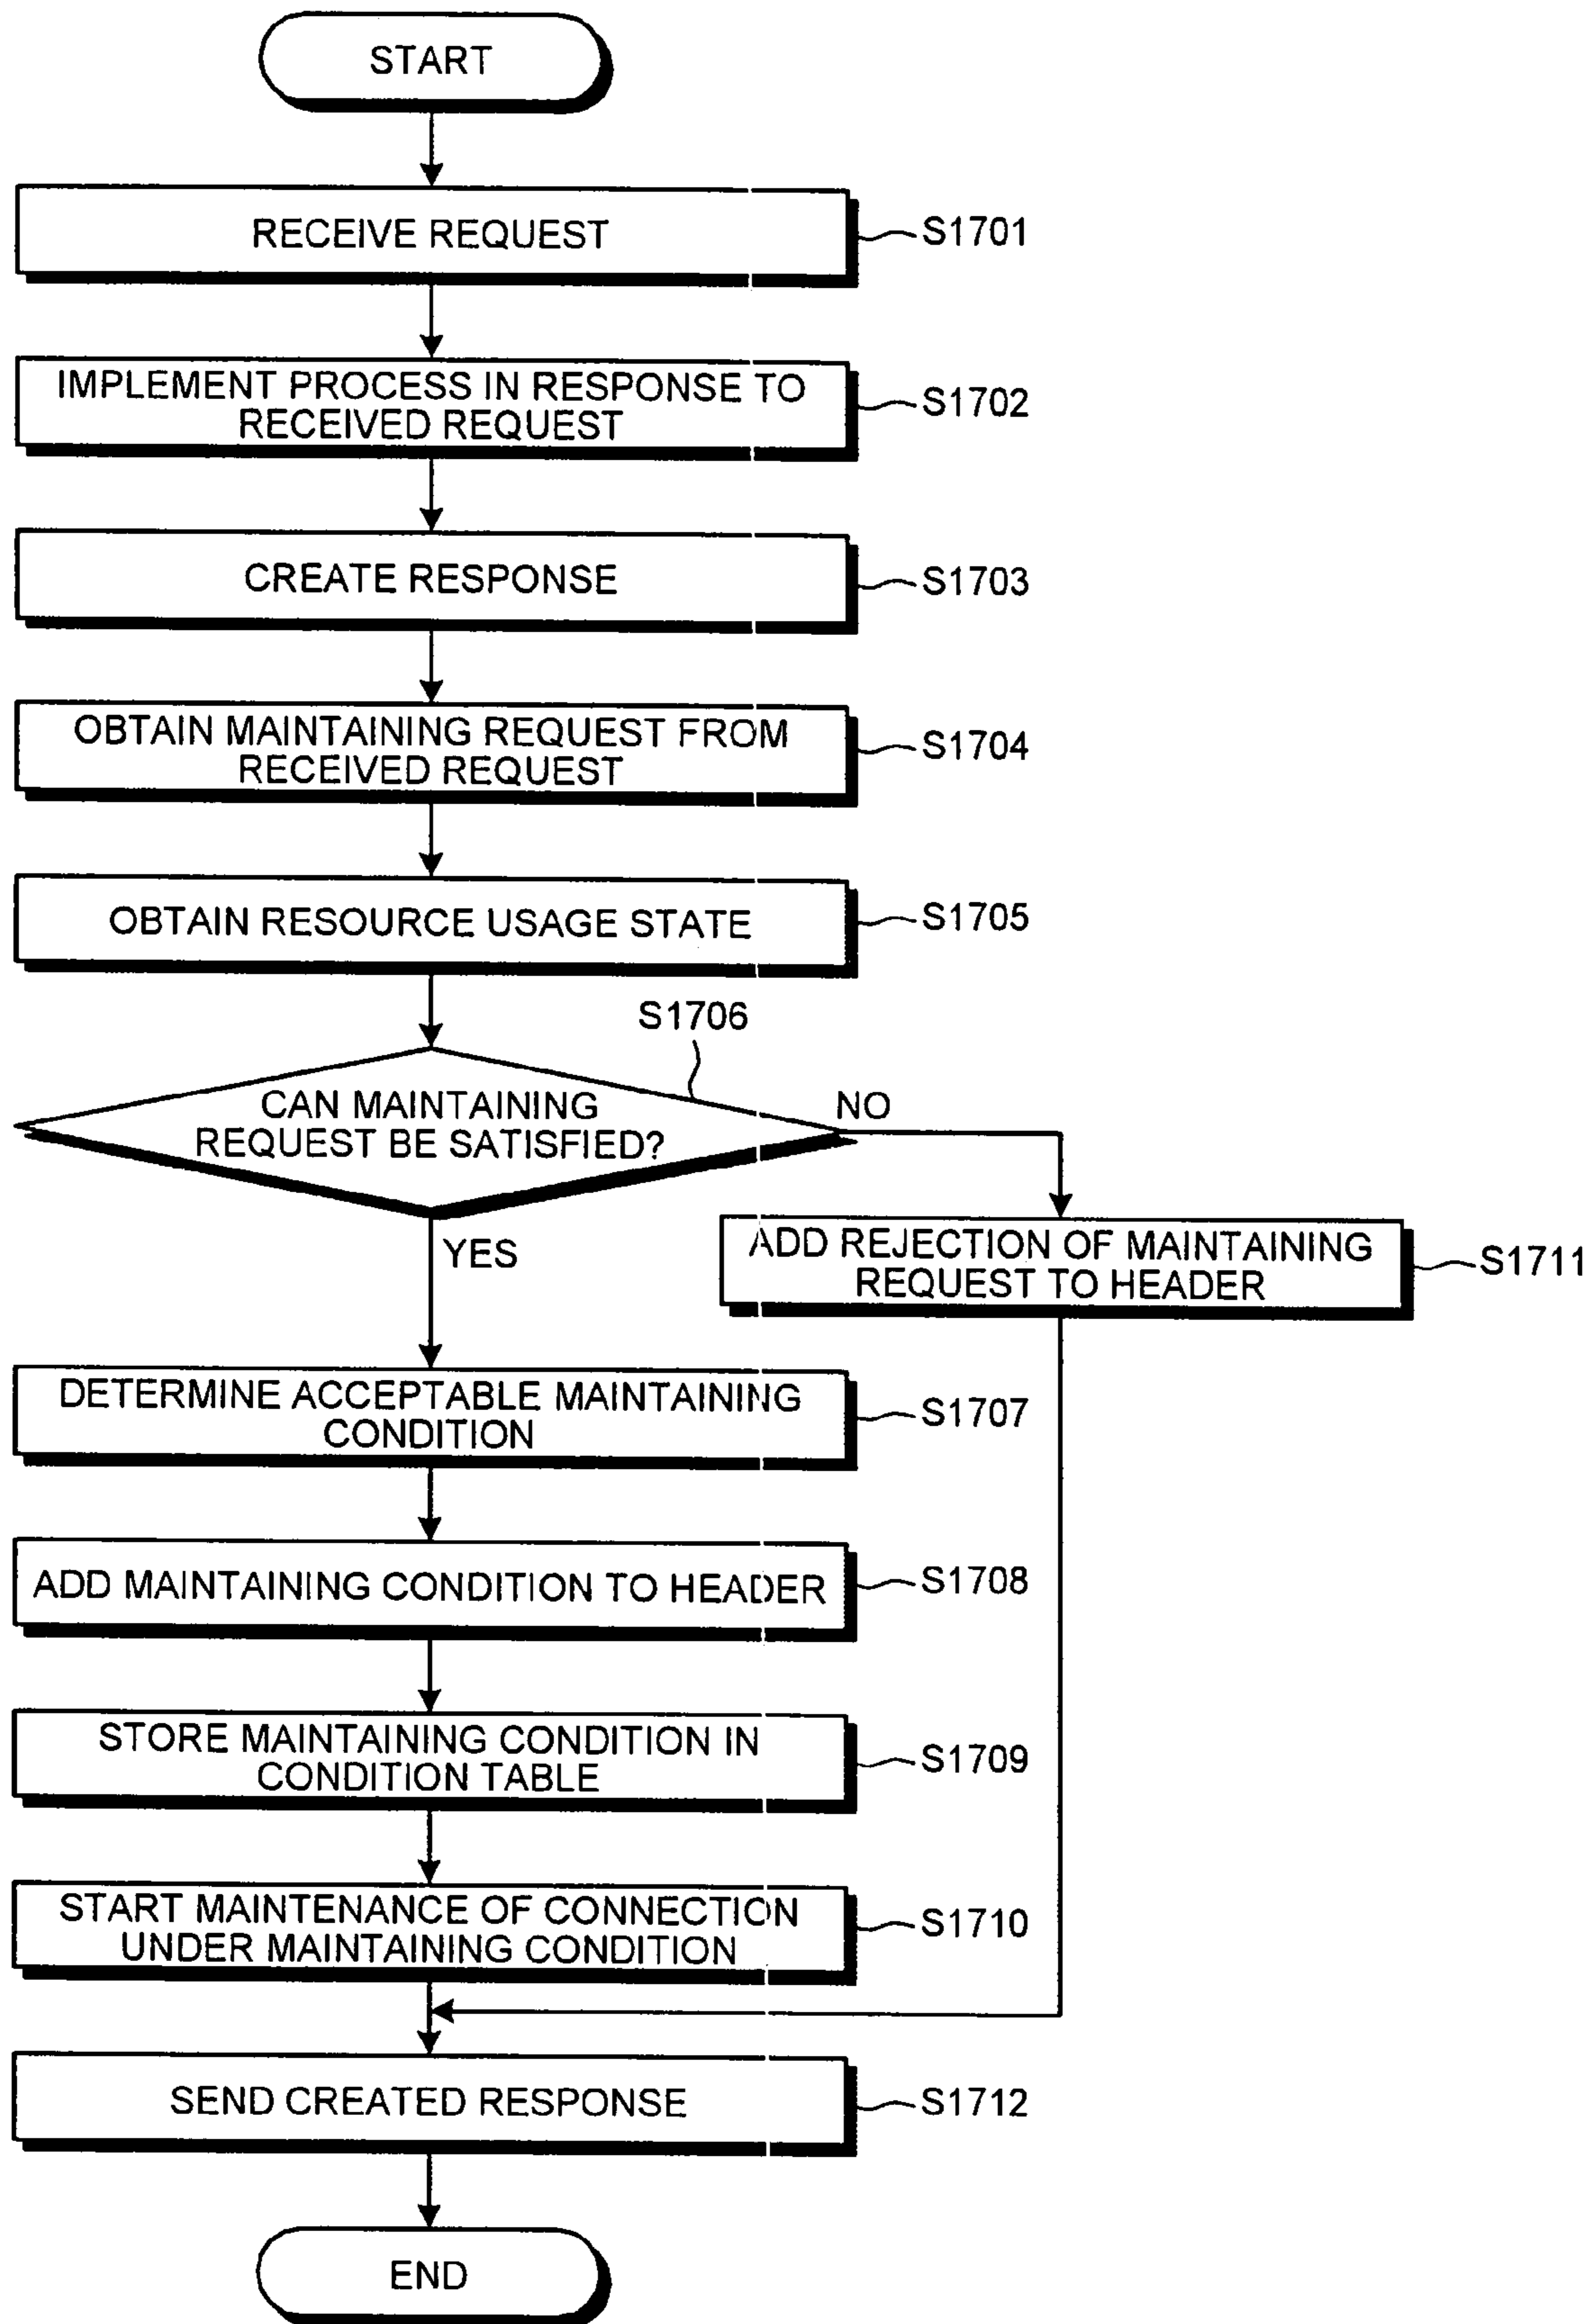 START
RECEIVE REQUEST
S1701
IMPLEMENT PROCESS IN RESPONSE TO
RECEIVED REQUEST
S1702
CREATE RESPONSE
S1703
OBTAIN MAINTAINING REQUEST FROM
RECEIVED REQUEST
S1704
OBTAIN RESOURCE USAGE STATE
S1705
S1706
CAN MAINTAINING
REQUEST BE SATISFIED?
NO
YES
ADD REJECTION OF MAINTAINING
REQUEST TO HEADER
S1711
DETERMINE ACCEPTABLE MAINTAINING
CONDITION
S1707
ADD MAINTAINING CONDITION TO HEADER
S1708
STORE MAINTAINING CONDITION IN
CONDITION TABLE
S1709
START MAINTENANCE OF CONNECTION
UNDER MAINTAINING CONDITION
S1710
SEND CREATED RESPONSE
S1712
END